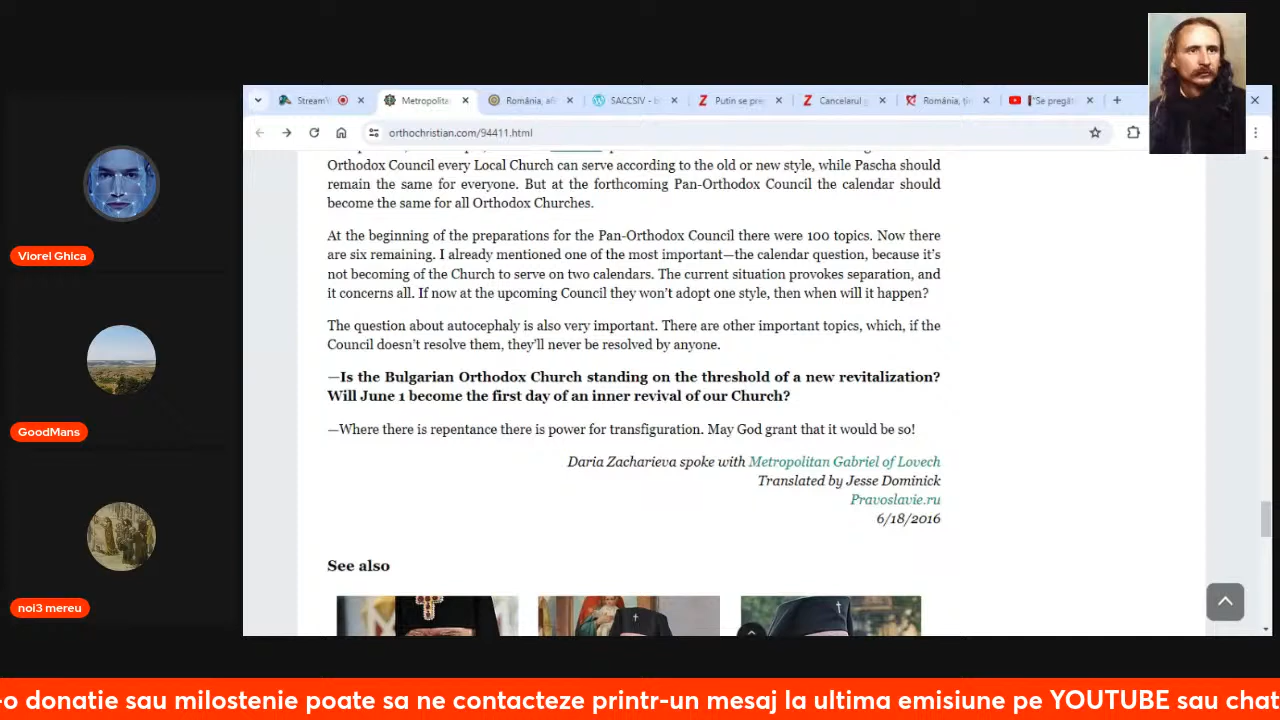 StreamY
Metropolita
România, afl
SACCSIV – b
Putin se pre
Cancelarul g
România, țin
"Se pregăt
orthochristian.com/94411.html
Orthodox Council every Local Church can serve according to the old or new style, while Pascha should
remain the same for everyone. But at the forthcoming Pan-Orthodox Council the calendar should
become the same for all Orthodox Churches.
At the beginning of the preparations for the Pan-Orthodox Council there were 100 topics. Now there
are six remaining. I already mentioned one of the most important—the calendar question, because it's
not becoming of the Church to serve on two calendars. The current situation provokes separation, and
it concerns all. If now at the upcoming Council they won't adopt one style, then when will it happen?
The question about autocephaly is also very important. There are other important topics, which, if the
Council doesn't resolve them, they'll never be resolved by anyone.
—Is the Bulgarian Orthodox Church standing on the threshold of a new revitalization?
Will June 1 become the first day of an inner revival of our Church?
—Where there is repentance there is power for transfiguration. May God grant that it would be so!
Daria Zacharieva spoke with Metropolitan Gabriel of Lovech
Translated by Jesse Dominick
Pravoslavie.ru
6/18/2016
See also
Viorel Ghica
GoodMans
noi3 mereu
-o donatie sau milostenie poate sa ne contacteze printr-un mesaj la ultima emisiune pe YOUTUBE sau chat